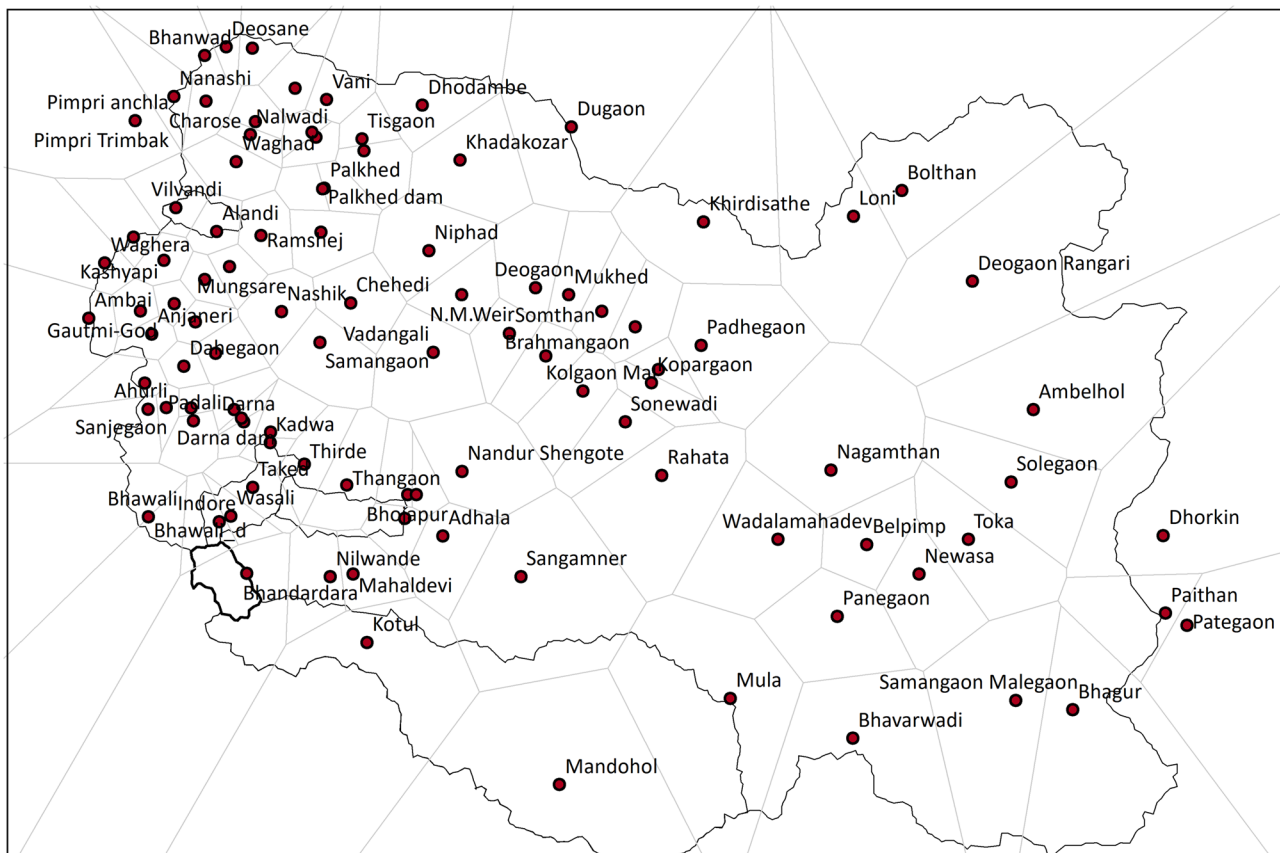 Bhanwad
Deosane
Nanashi
Vani
Dhodambe
Pimpri anchla
Charose
Nalwadi
Tisgaon
Dugaon
Pimpri Trimbak
Waghad
Khadakozar
Palkhed
Palkhed dam
Vilvandi
Bolthan
Loni
Khirdisathe
Alandi
Ramshej
Niphad
Waghera
Kashyapi
Deogaon
Mukhed
Deogaon Rangari
Mungsare
Nashik
Chehedi
Ambai
Anjaneri
N.M.Weir
Somthan
Gautmi-God
Vadangali
Padhegaon
Dahegaon
Samangaon
Brahmangaon
Kolgaon Mal
Kopargaon
Ahurli
Padali
Darna
Sonewadi
Ambelhol
Sanjegaon
Darna dam
Kadwa
Thirde
Nandur Shengote
Rahata
Nagamthan
Solegaon
Taked
Thangaon
Bhawali
Indore
Wasali
Bhojapur
Adhala
Wadalamahadev
Belpimp
Toka
Dhorkin
Bhawali_d
Nilwande
Sangamner
Newasa
Bhandardara
Mahaldevi
Panegaon
Paithan
Kotul
Pategaon
Mula
Samangaon Malegaon
Bhagur
Bhavarwadi
Mandohol